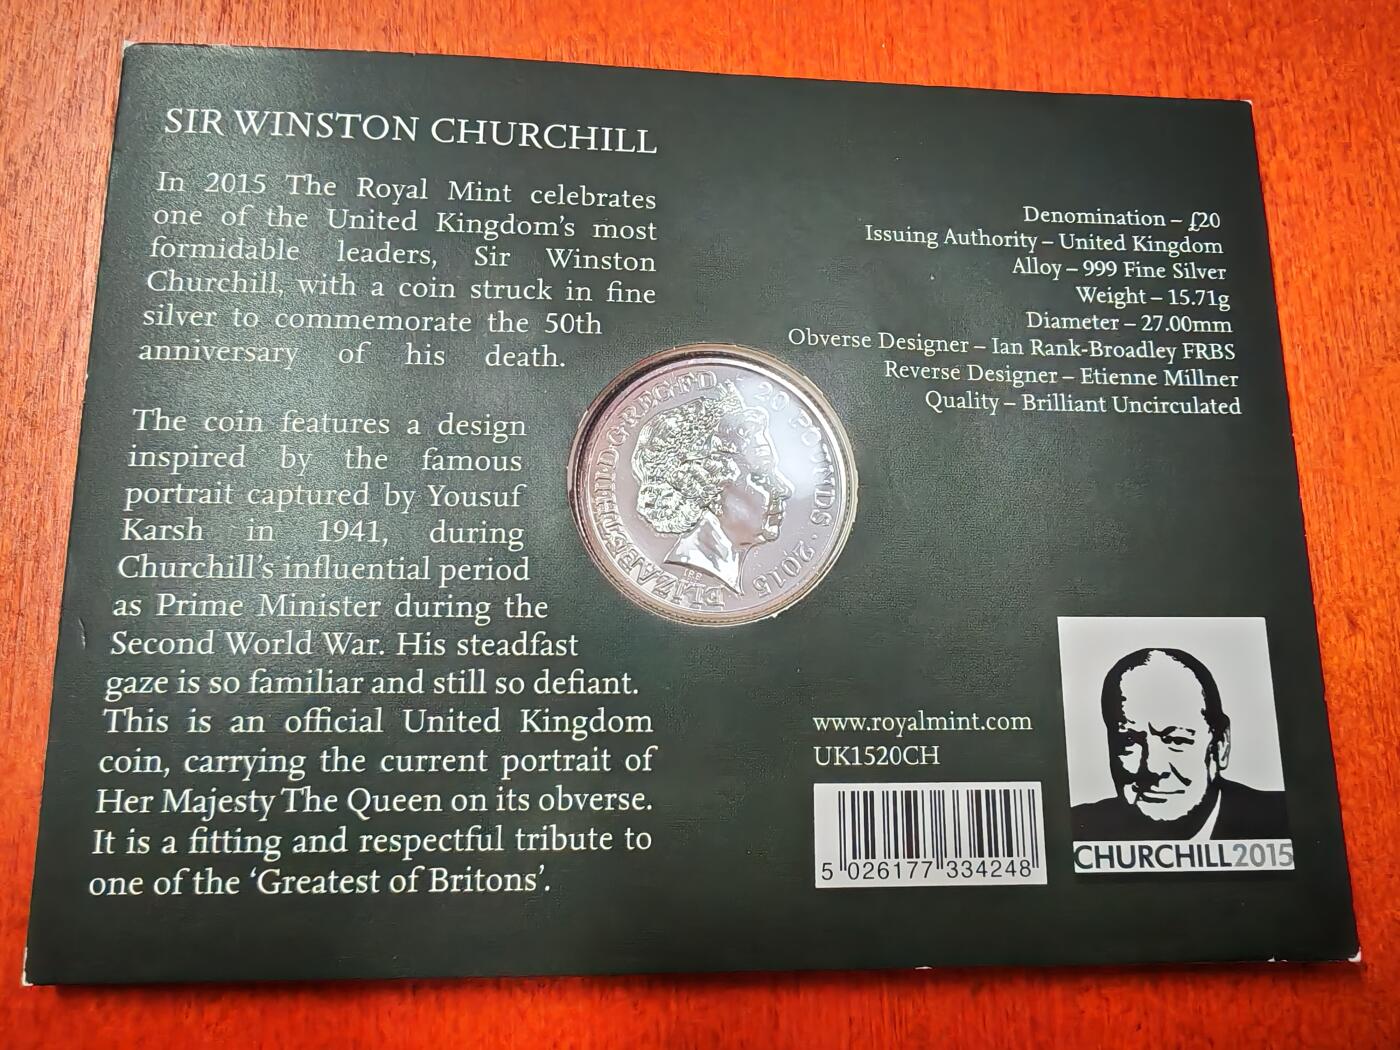 SIR WINSTON CHURCHILL
In 2015 The Royal Mint celebrates
one of the United Kingdom's most
formidable leaders, Sir Winston
Churchill, with a coin struck in fine
silver to commemorate the 50th
anniversary of his death.
The coin features a design
inspired by the famous
portrait captured by Yousuf
Karsh in 1941, during
Churchill's influential period
as Prime Minister during the
Second World War. His steadfast
gaze is so familiar and still so defiant.
This is an official United Kingdom
coin, carrying the current portrait of
Her Majesty The Queen on its obverse.
It is a fitting and respectful tribute to
one of the 'Greatest of Britons'.
Denomination – £20
Issuing Authority – United Kingdom
Alloy – 999 Fine Silver
Weight – 15.71g
Diameter – 27.00mm
Obverse Designer – Ian Rank-Broadley FRBS
Reverse Designer – Etienne Millner
Quality – Brilliant Uncirculated
ELIZABETH·II·D·G·REG·F·D
20 POUNDS · 2015
IRB
www.royalmint.com
UK1520CH
5 026177 334248
CHURCHILL2015